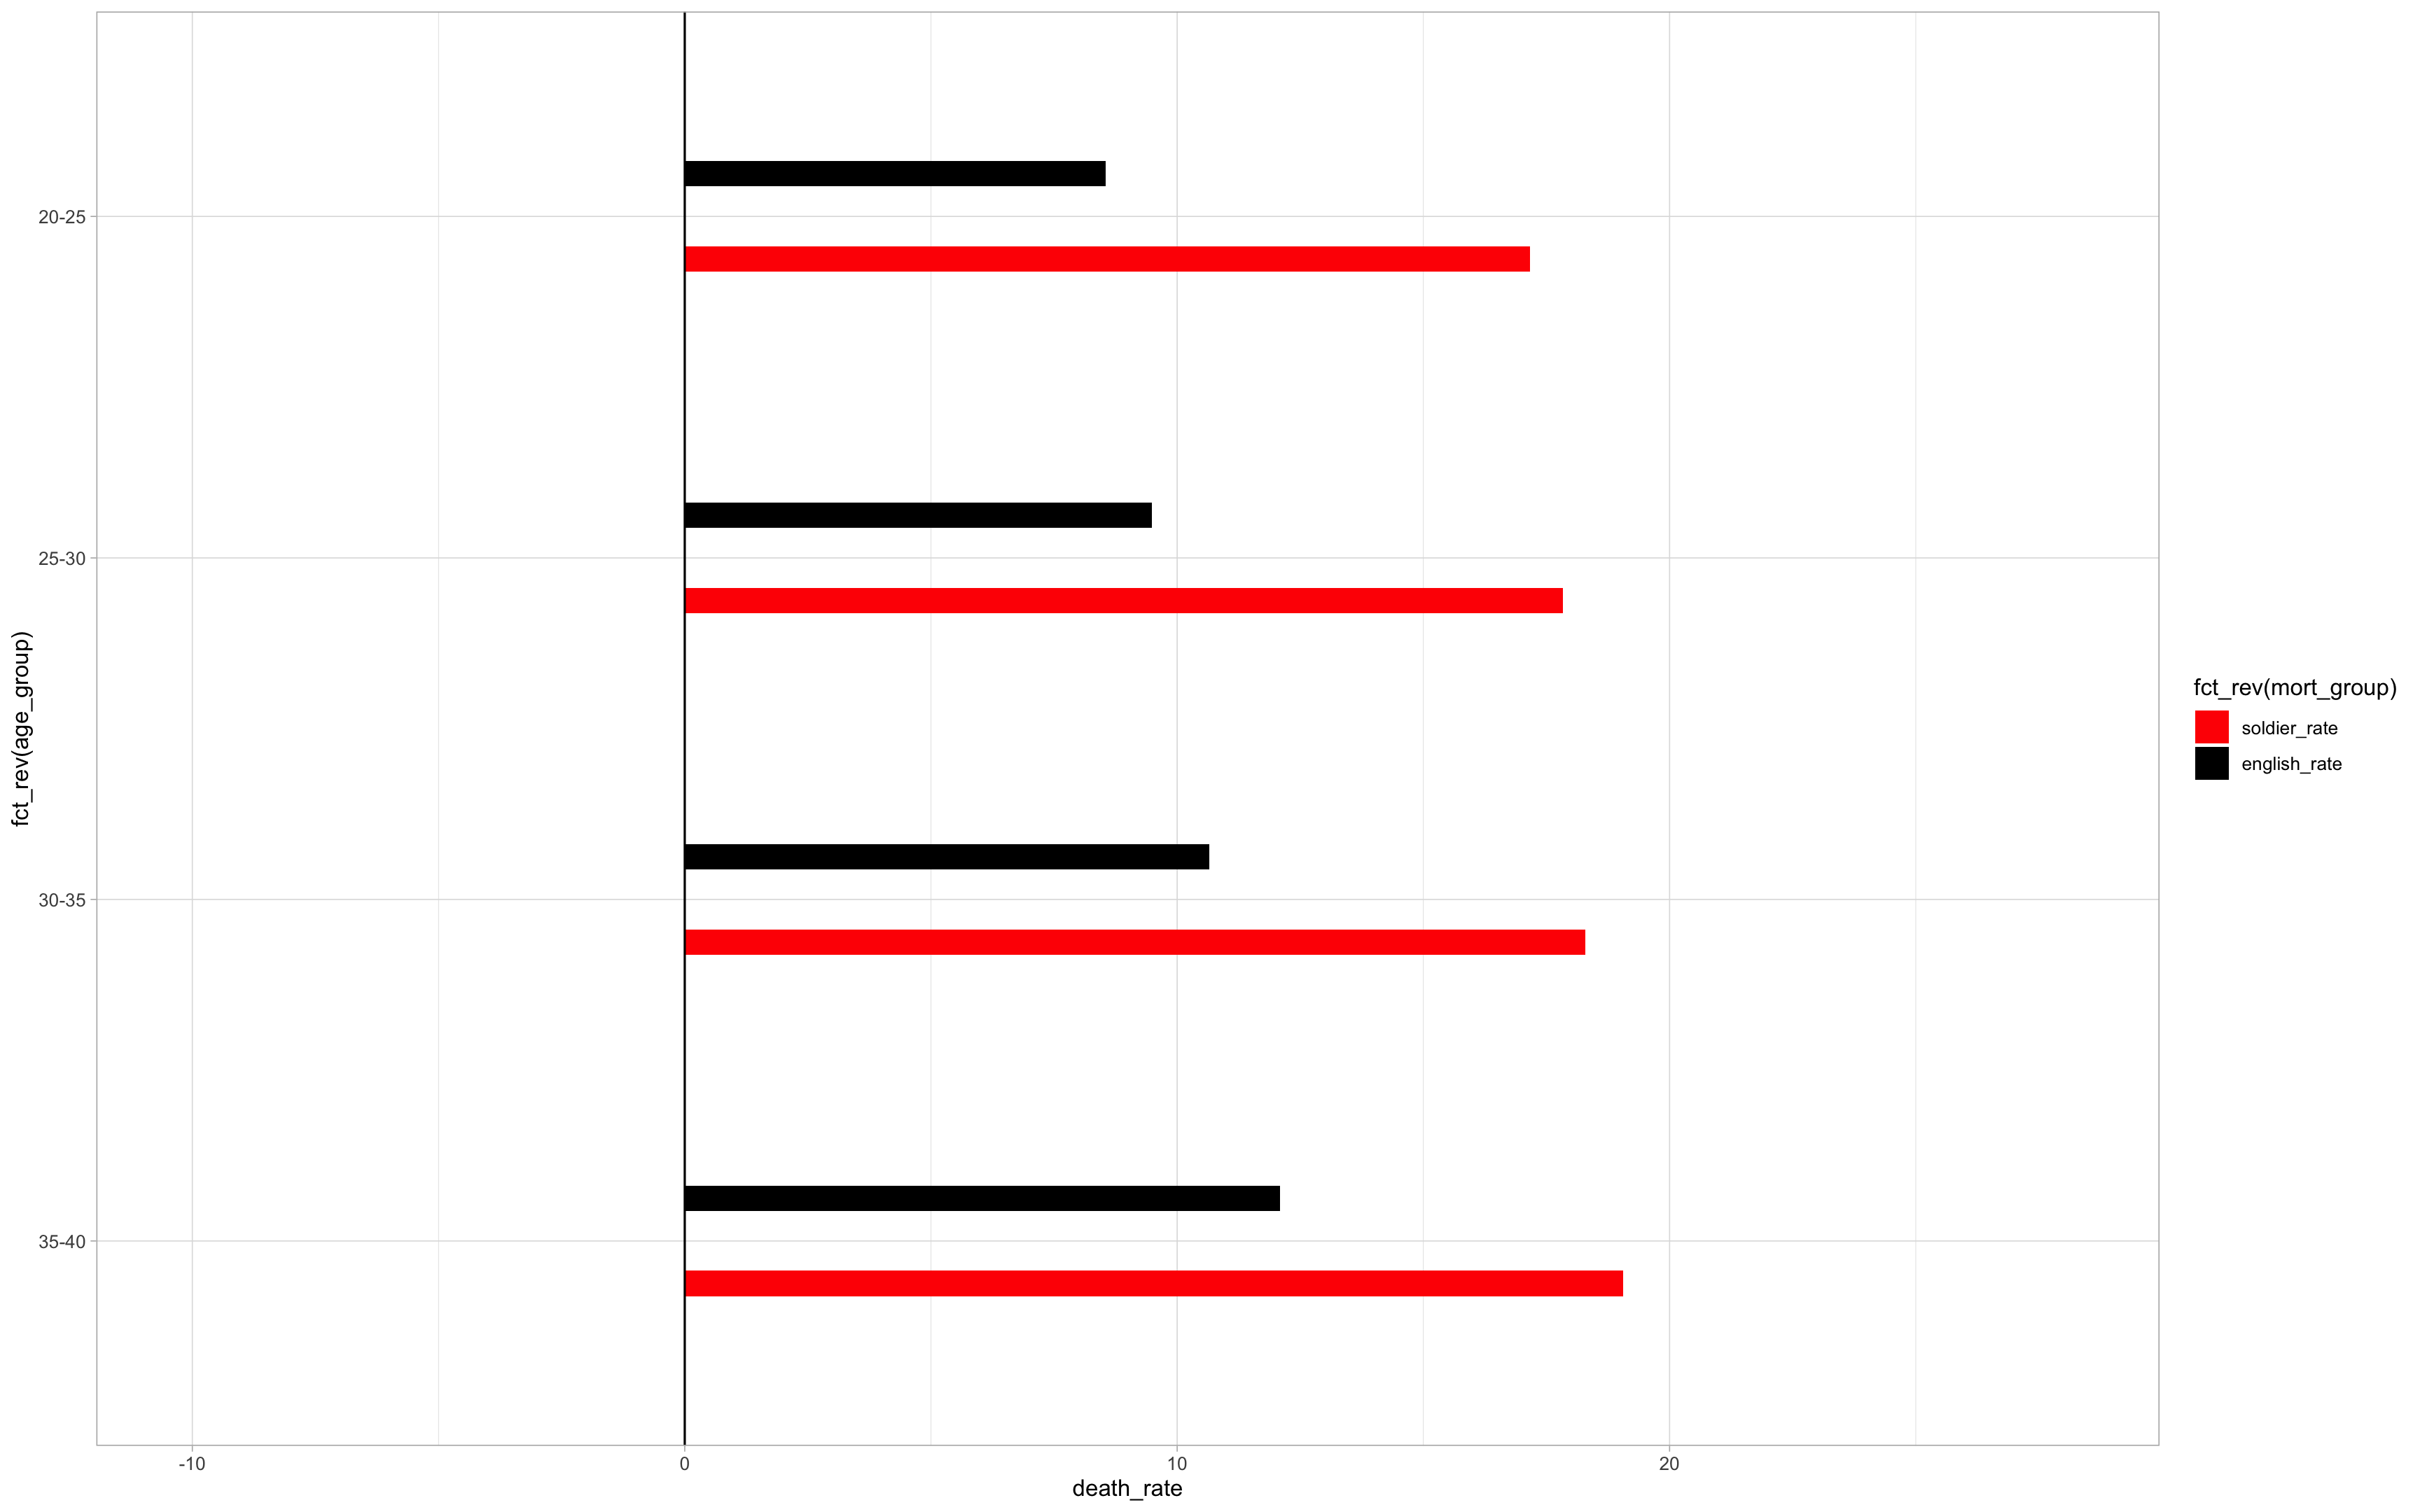 fct_rev(age_group)
20-25
25-30
30-35
35-40
-10
0
10
20
death_rate
fct_rev(mort_group)
soldier_rate
english_rate